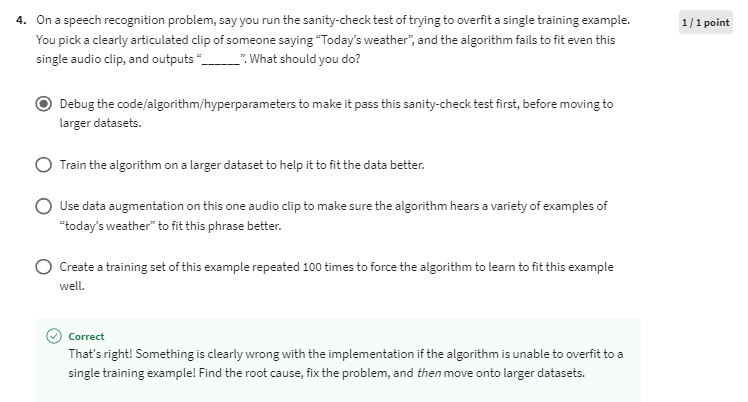 4. On a speech recognition problem, say you run the sanity-check test of trying to overfit a single training example.
1 / 1 point
You pick a clearly articulated clip of someone saying “Today’s weather”, and the algorithm fails to fit even this
single audio clip, and outputs “______”. What should you do?
Debug the code/algorithm/hyperparameters to make it pass this sanity-check test first, before moving to
larger datasets.
Train the algorithm on a larger dataset to help it to fit the data better.
Use data augmentation on this one audio clip to make sure the algorithm hears a variety of examples of
“today’s weather” to fit this phrase better.
Create a training set of this example repeated 100 times to force the algorithm to learn to fit this example
well.
Correct
That's right! Something is clearly wrong with the implementation if the algorithm is unable to overfit to a
single training example! Find the root cause, fix the problem, and then move onto larger datasets.